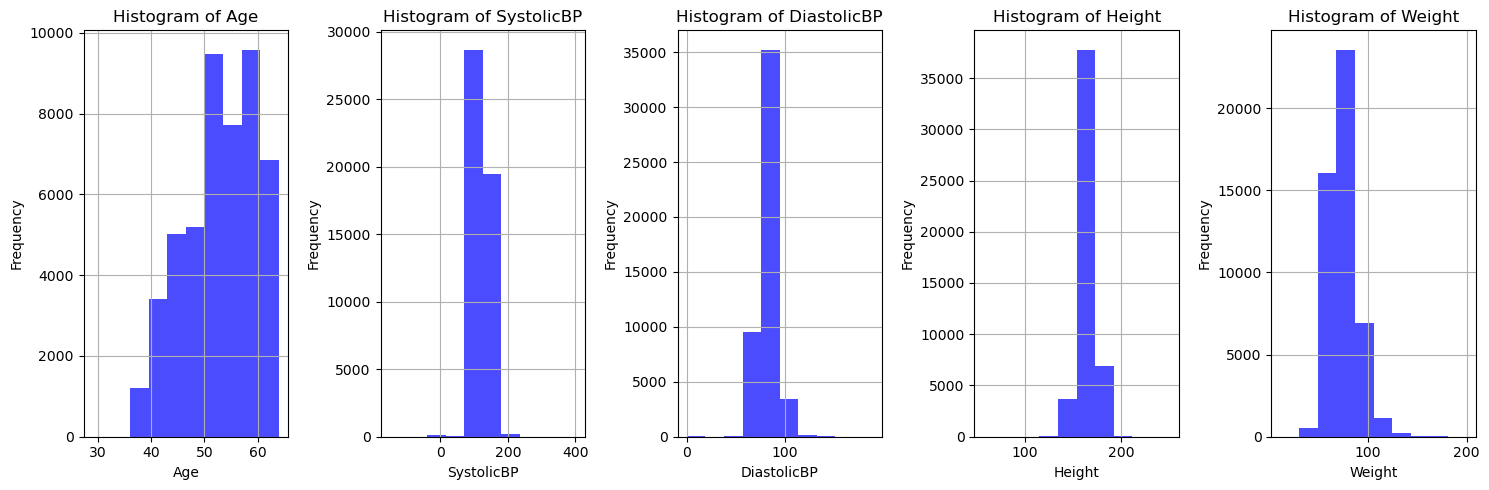 Histogram of Age
10000
8000
6000
4000
2000
0
Frequency
30 40 50 60
Age
Histogram of SystolicBP
30000
25000
20000
15000
10000
5000
0
Frequency
0 200 400
SystolicBP
Histogram of DiastolicBP
35000
30000
25000
20000
15000
10000
5000
0
Frequency
0 100
DiastolicBP
Histogram of Height
35000
30000
25000
20000
15000
10000
5000
0
Frequency
100 200
Height
Histogram of Weight
20000
15000
10000
5000
0
Frequency
100 200
Weight